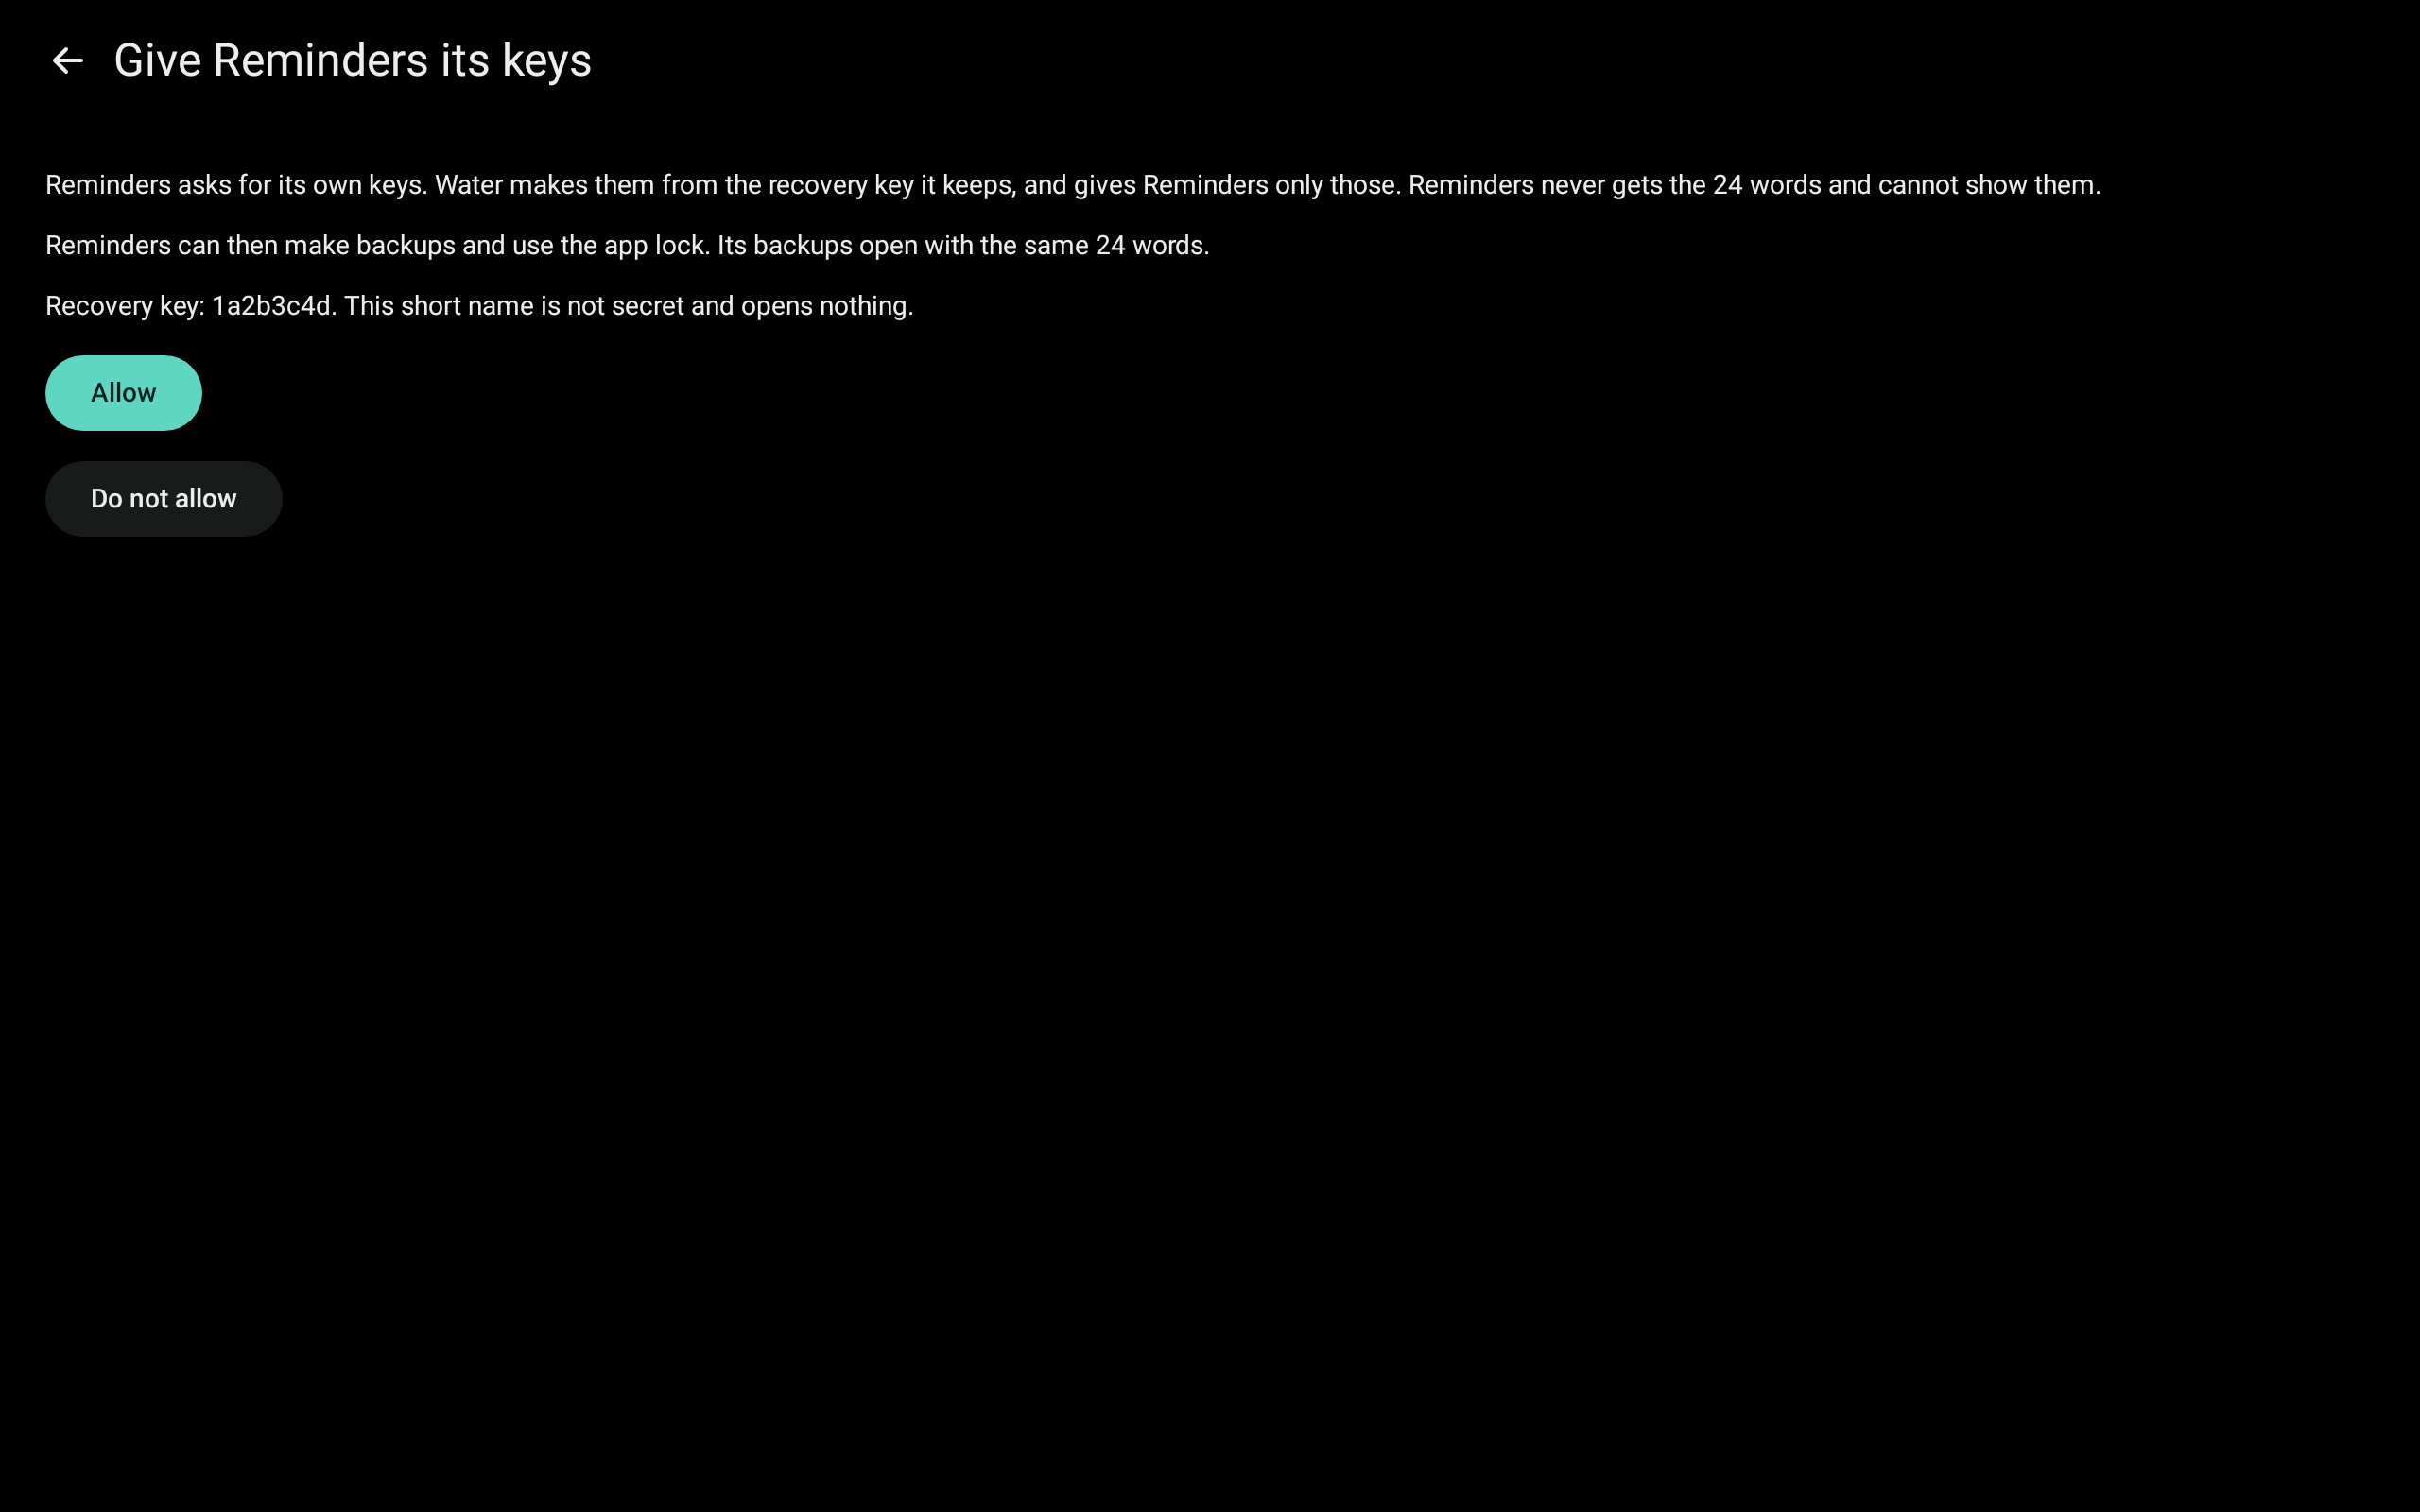 Give Reminders its keys
Reminders asks for its own keys. Water makes them from the recovery key it keeps, and gives Reminders only those. Reminders never gets the 24 words and cannot show them.
Reminders can then make backups and use the app lock. Its backups open with the same 24 words.
Recovery key: 1a2b3c4d. This short name is not secret and opens nothing.
Allow
Do not allow